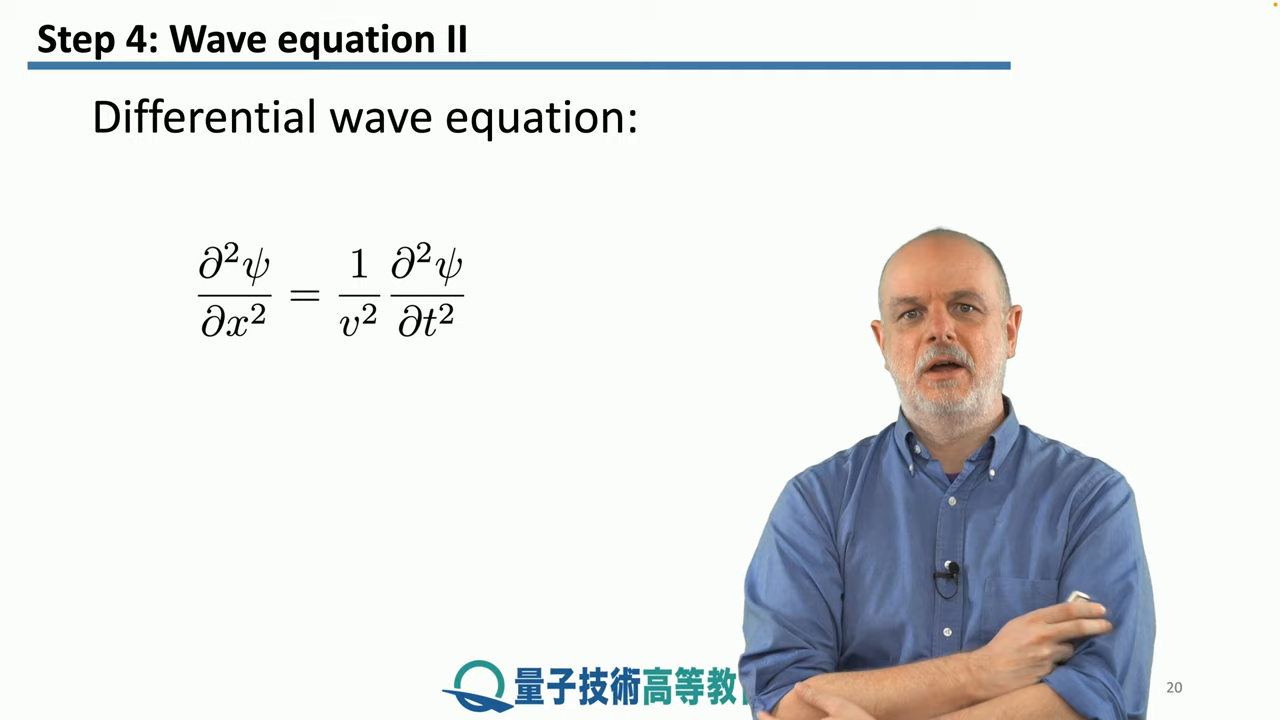 Step 4: Wave equation II
Differential wave equation:
∂²ψ/∂x² = 1/v² ∂²ψ/∂t²
量子技術高等教
20